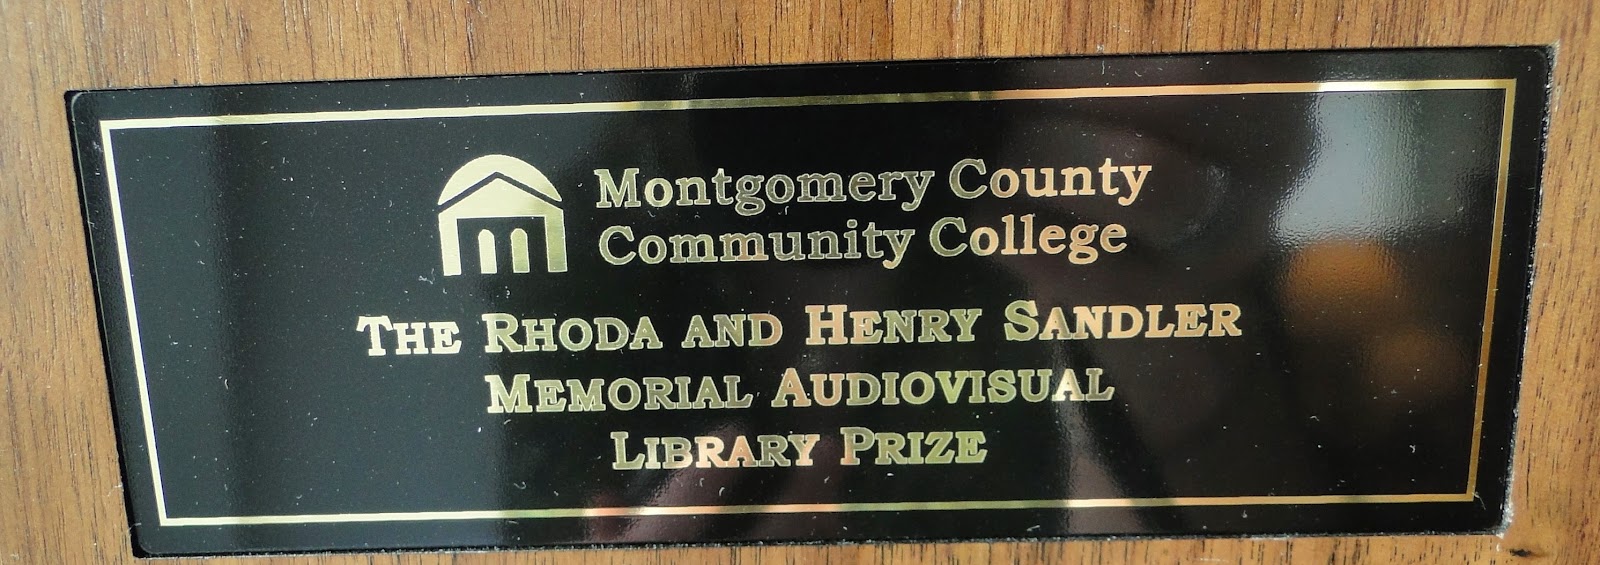 Montgomery County
Community College
THE RHODA AND HENRY SANDLER
MEMORIAL AUDIOVISUAL
LIBRARY PRIZE